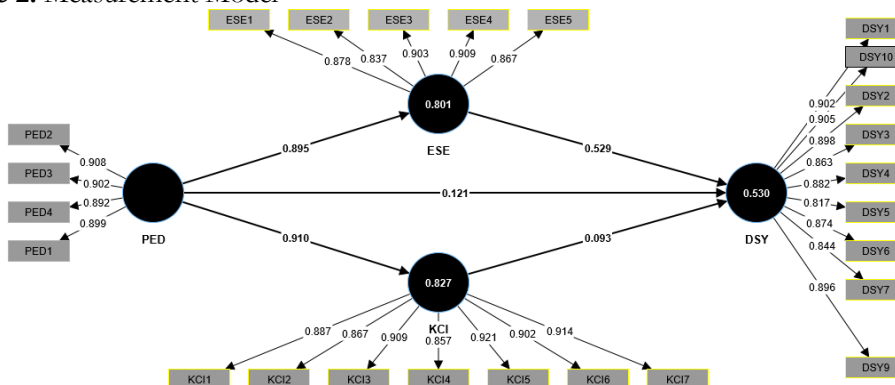 2. Measurement Model
ESE1 ESE2 ESE3 ESE4 ESE5
DSY1
DSY10
DSY2
DSY3
DSY4
DSY5
DSY6
DSY7
DSY9
0.878 0.837 0.903 0.909 0.867
0.801
ESE
0.902
0.905
0.898
0.863
0.882
0.817
0.874
0.844
0.896
PED2
PED3
PED4
PED1
0.908
0.902
0.892
0.899
PED
0.895
0.529
0.121
0.530
DSY
0.910
0.093
0.827
KCI
0.887 0.867 0.909 0.857 0.921 0.902 0.914
KCI1 KCI2 KCI3 KCI4 KCI5 KCI6 KCI7